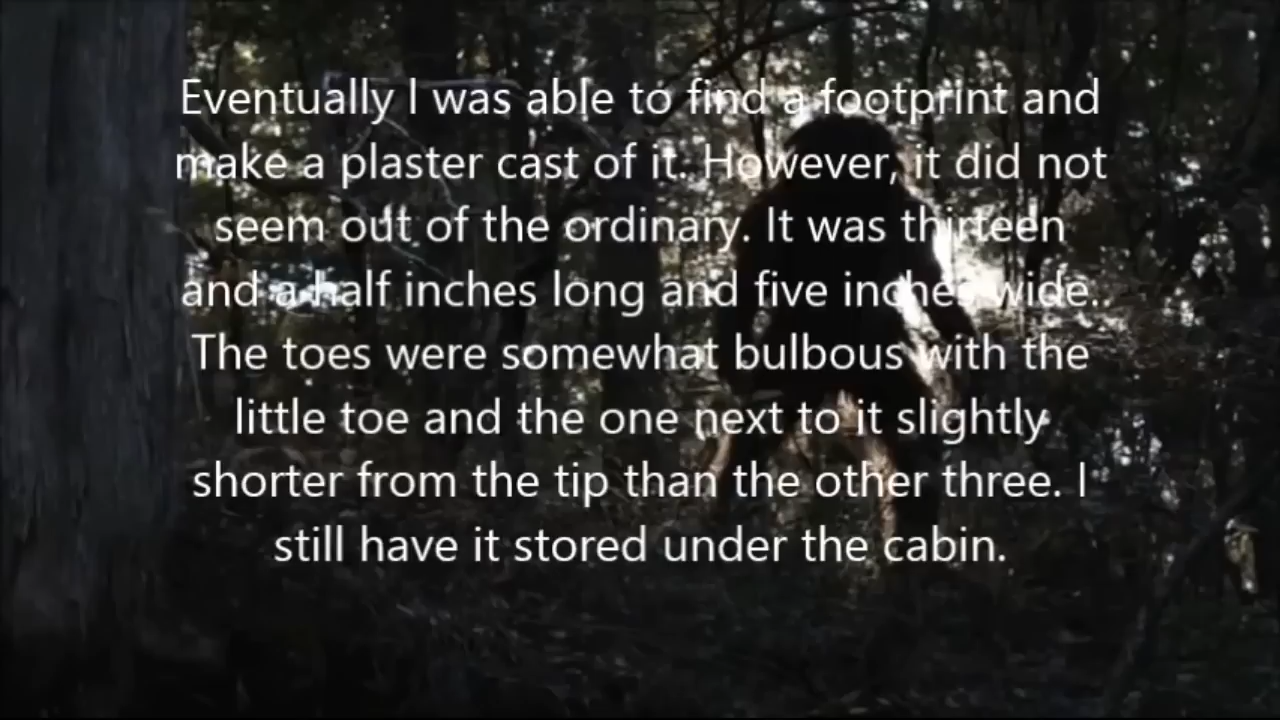 Eventually I was able to find a footprint and
make a plaster cast of it. However, it did not
seem out of the ordinary. It was thirteen
and a half inches long and five inches wide..
The toes were somewhat bulbous with the
little toe and the one next to it slightly
shorter from the tip than the other three. I
still have it stored under the cabin.